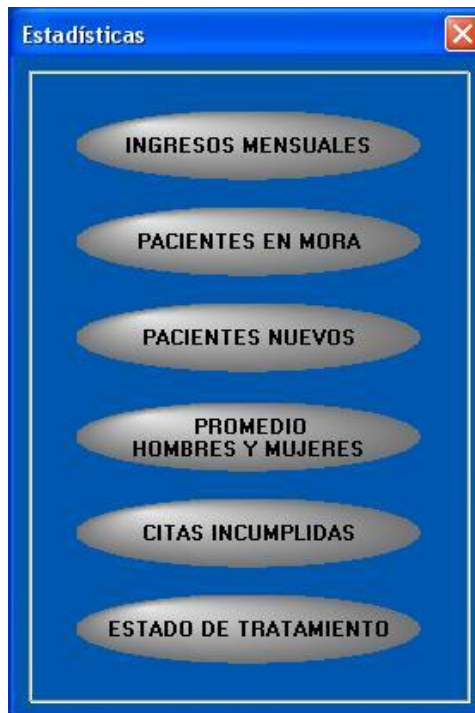 Estadísticas
INGRESOS MENSUALES
PACIENTES EN MORA
PACIENTES NUEVOS
PROMEDIO
HOMBRES Y MUJERES
CITAS INCUMPLIDAS
ESTADO DE TRATAMIENTO